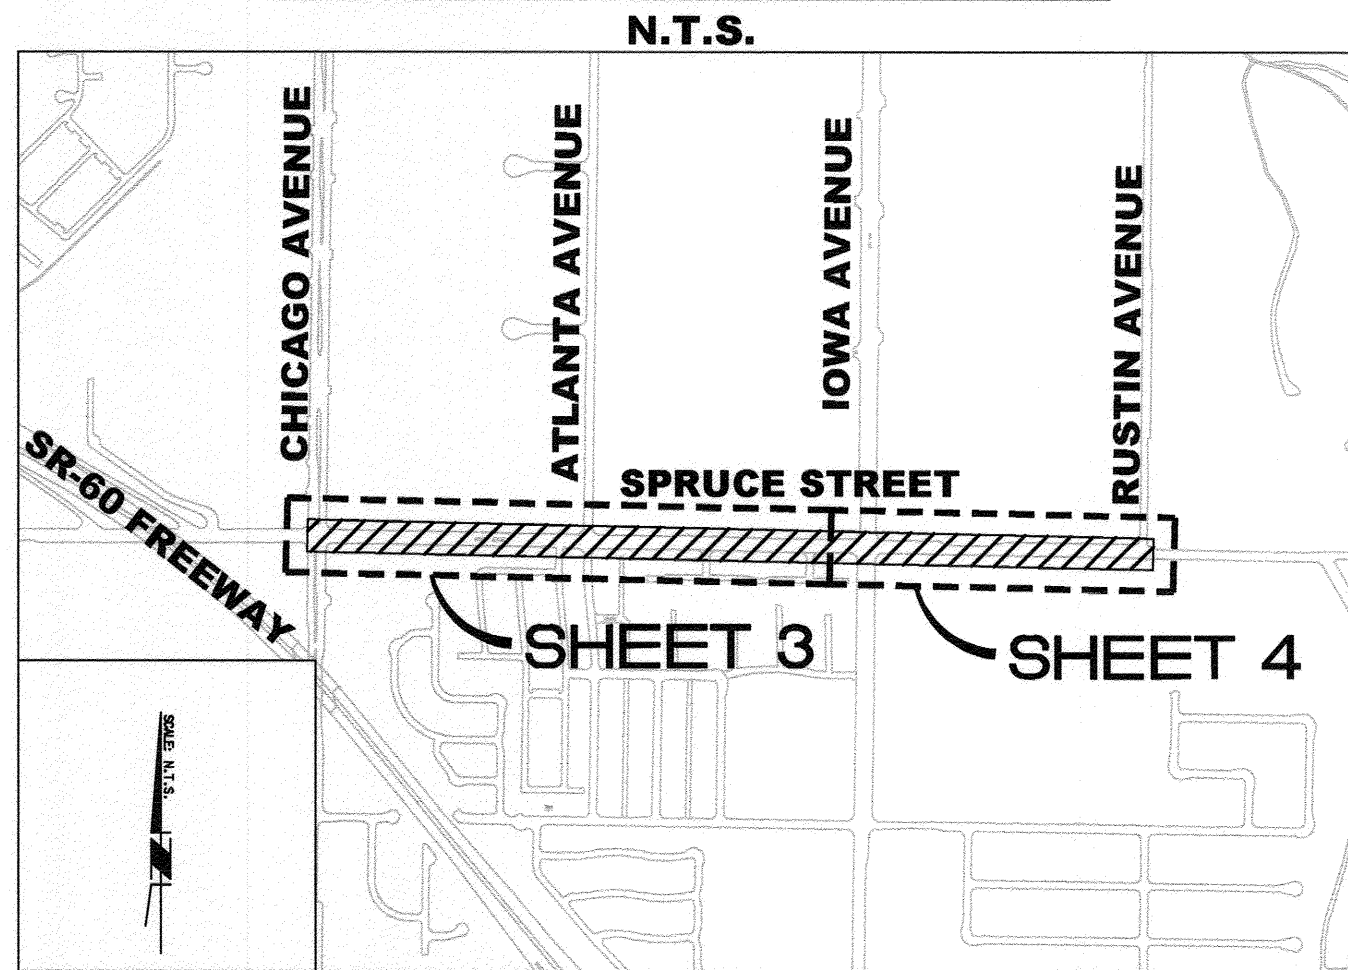 N.T.S.
CHICAGO AVENUE
ATLANTA AVENUE
IOWA AVENUE
RUSTIN AVENUE
SPRUCE STREET
SR-60 FREEWAY
SHEET 3
SHEET 4
SCALE: N.T.S.